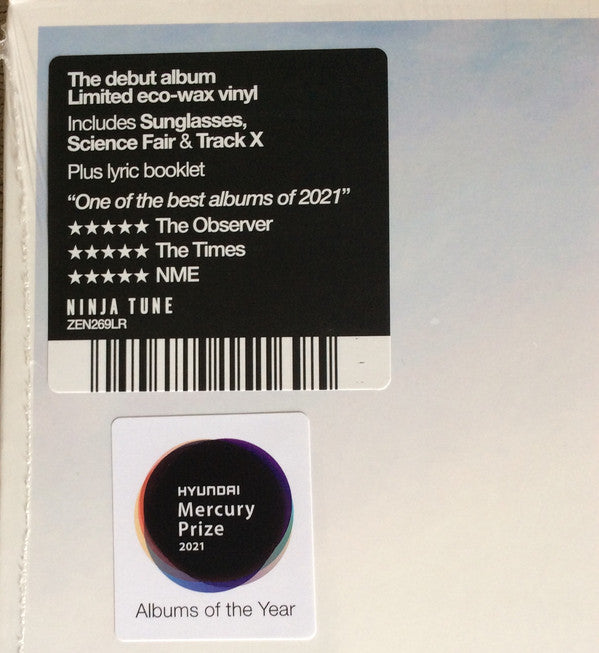 The debut album
Limited eco-wax vinyl
Includes Sunglasses,
Science Fair & Track X
Plus lyric booklet
“One of the best albums of 2021”
★★★★★ The Observer
★★★★★ The Times
★★★★★ NME
NINJA TUNE
ZEN269LR
HYUNDAI
Mercury
Prize
2021
Albums of the Year